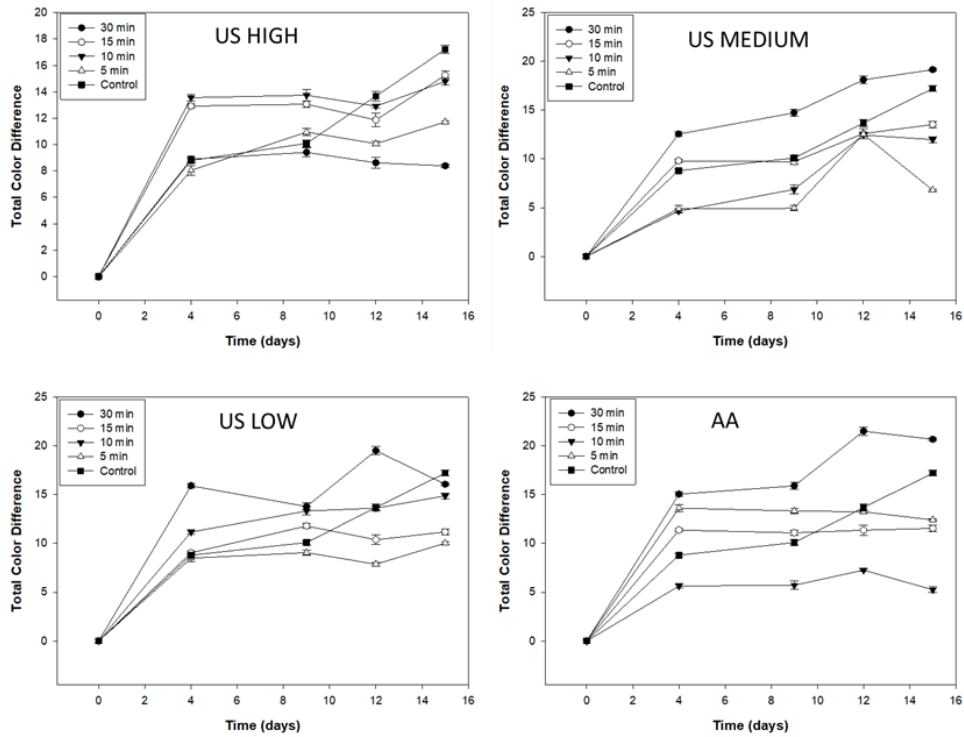 US HIGH
30 min
15 min
10 min
5 min
Control
Total Color Difference
20
18
16
14
12
10
8
6
4
2
0
0 2 4 6 8 10 12 14 16
Time (days)
US MEDIUM
30 min
15 min
10 min
5 min
Control
Total Color Difference
25
20
15
10
5
0
0 2 4 6 8 10 12 14 16
Time (days)
US LOW
30 min
15 min
10 min
5 min
Control
Total Color Difference
25
20
15
10
5
0
0 2 4 6 8 10 12 14 16
Time (days)
AA
30 min
15 min
10 min
5 min
Control
Total Color Difference
25
20
15
10
5
0
0 2 4 6 8 10 12 14 16
Time (days)